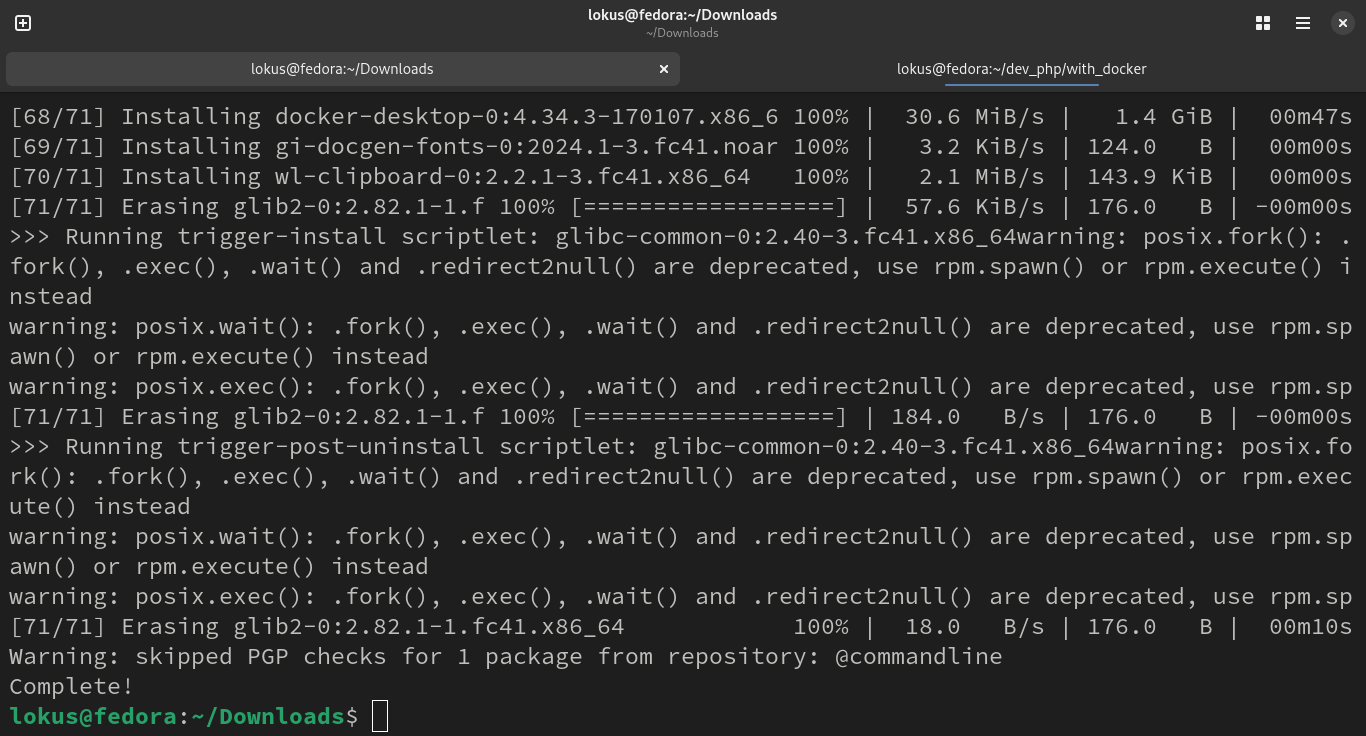 lokus@fedora:~/Downloads
~/Downloads
lokus@fedora:~/Downloads
lokus@fedora:~/dev_php/with_docker
[68/71] Installing docker-desktop-0:4.34.3-170107.x86_6 100% |  30.6 MiB/s |   1.4 GiB |  00m47s
[69/71] Installing gi-docgen-fonts-0:2024.1-3.fc41.noar 100% |   3.2 KiB/s | 124.0   B |  00m00s
[70/71] Installing wl-clipboard-0:2.2.1-3.fc41.x86_64   100% |   2.1 MiB/s | 143.9 KiB |  00m00s
[71/71] Erasing glib2-0:2.82.1-1.f 100% [==================] |  57.6 KiB/s | 176.0   B | -00m00s
>>> Running trigger-install scriptlet: glibc-common-0:2.40-3.fc41.x86_64warning: posix.fork(): .
fork(), .exec(), .wait() and .redirect2null() are deprecated, use rpm.spawn() or rpm.execute() i
nstead
warning: posix.wait(): .fork(), .exec(), .wait() and .redirect2null() are deprecated, use rpm.sp
awn() or rpm.execute() instead
warning: posix.exec(): .fork(), .exec(), .wait() and .redirect2null() are deprecated, use rpm.sp
[71/71] Erasing glib2-0:2.82.1-1.f 100% [==================] | 184.0   B/s | 176.0   B | -00m00s
>>> Running trigger-post-uninstall scriptlet: glibc-common-0:2.40-3.fc41.x86_64warning: posix.fo
rk(): .fork(), .exec(), .wait() and .redirect2null() are deprecated, use rpm.spawn() or rpm.exec
ute() instead
warning: posix.wait(): .fork(), .exec(), .wait() and .redirect2null() are deprecated, use rpm.sp
awn() or rpm.execute() instead
warning: posix.exec(): .fork(), .exec(), .wait() and .redirect2null() are deprecated, use rpm.sp
[71/71] Erasing glib2-0:2.82.1-1.fc41.x86_64            100% |  18.0   B/s | 176.0   B |  00m10s
Warning: skipped PGP checks for 1 package from repository: @commandline
Complete!
lokus@fedora:~/Downloads$